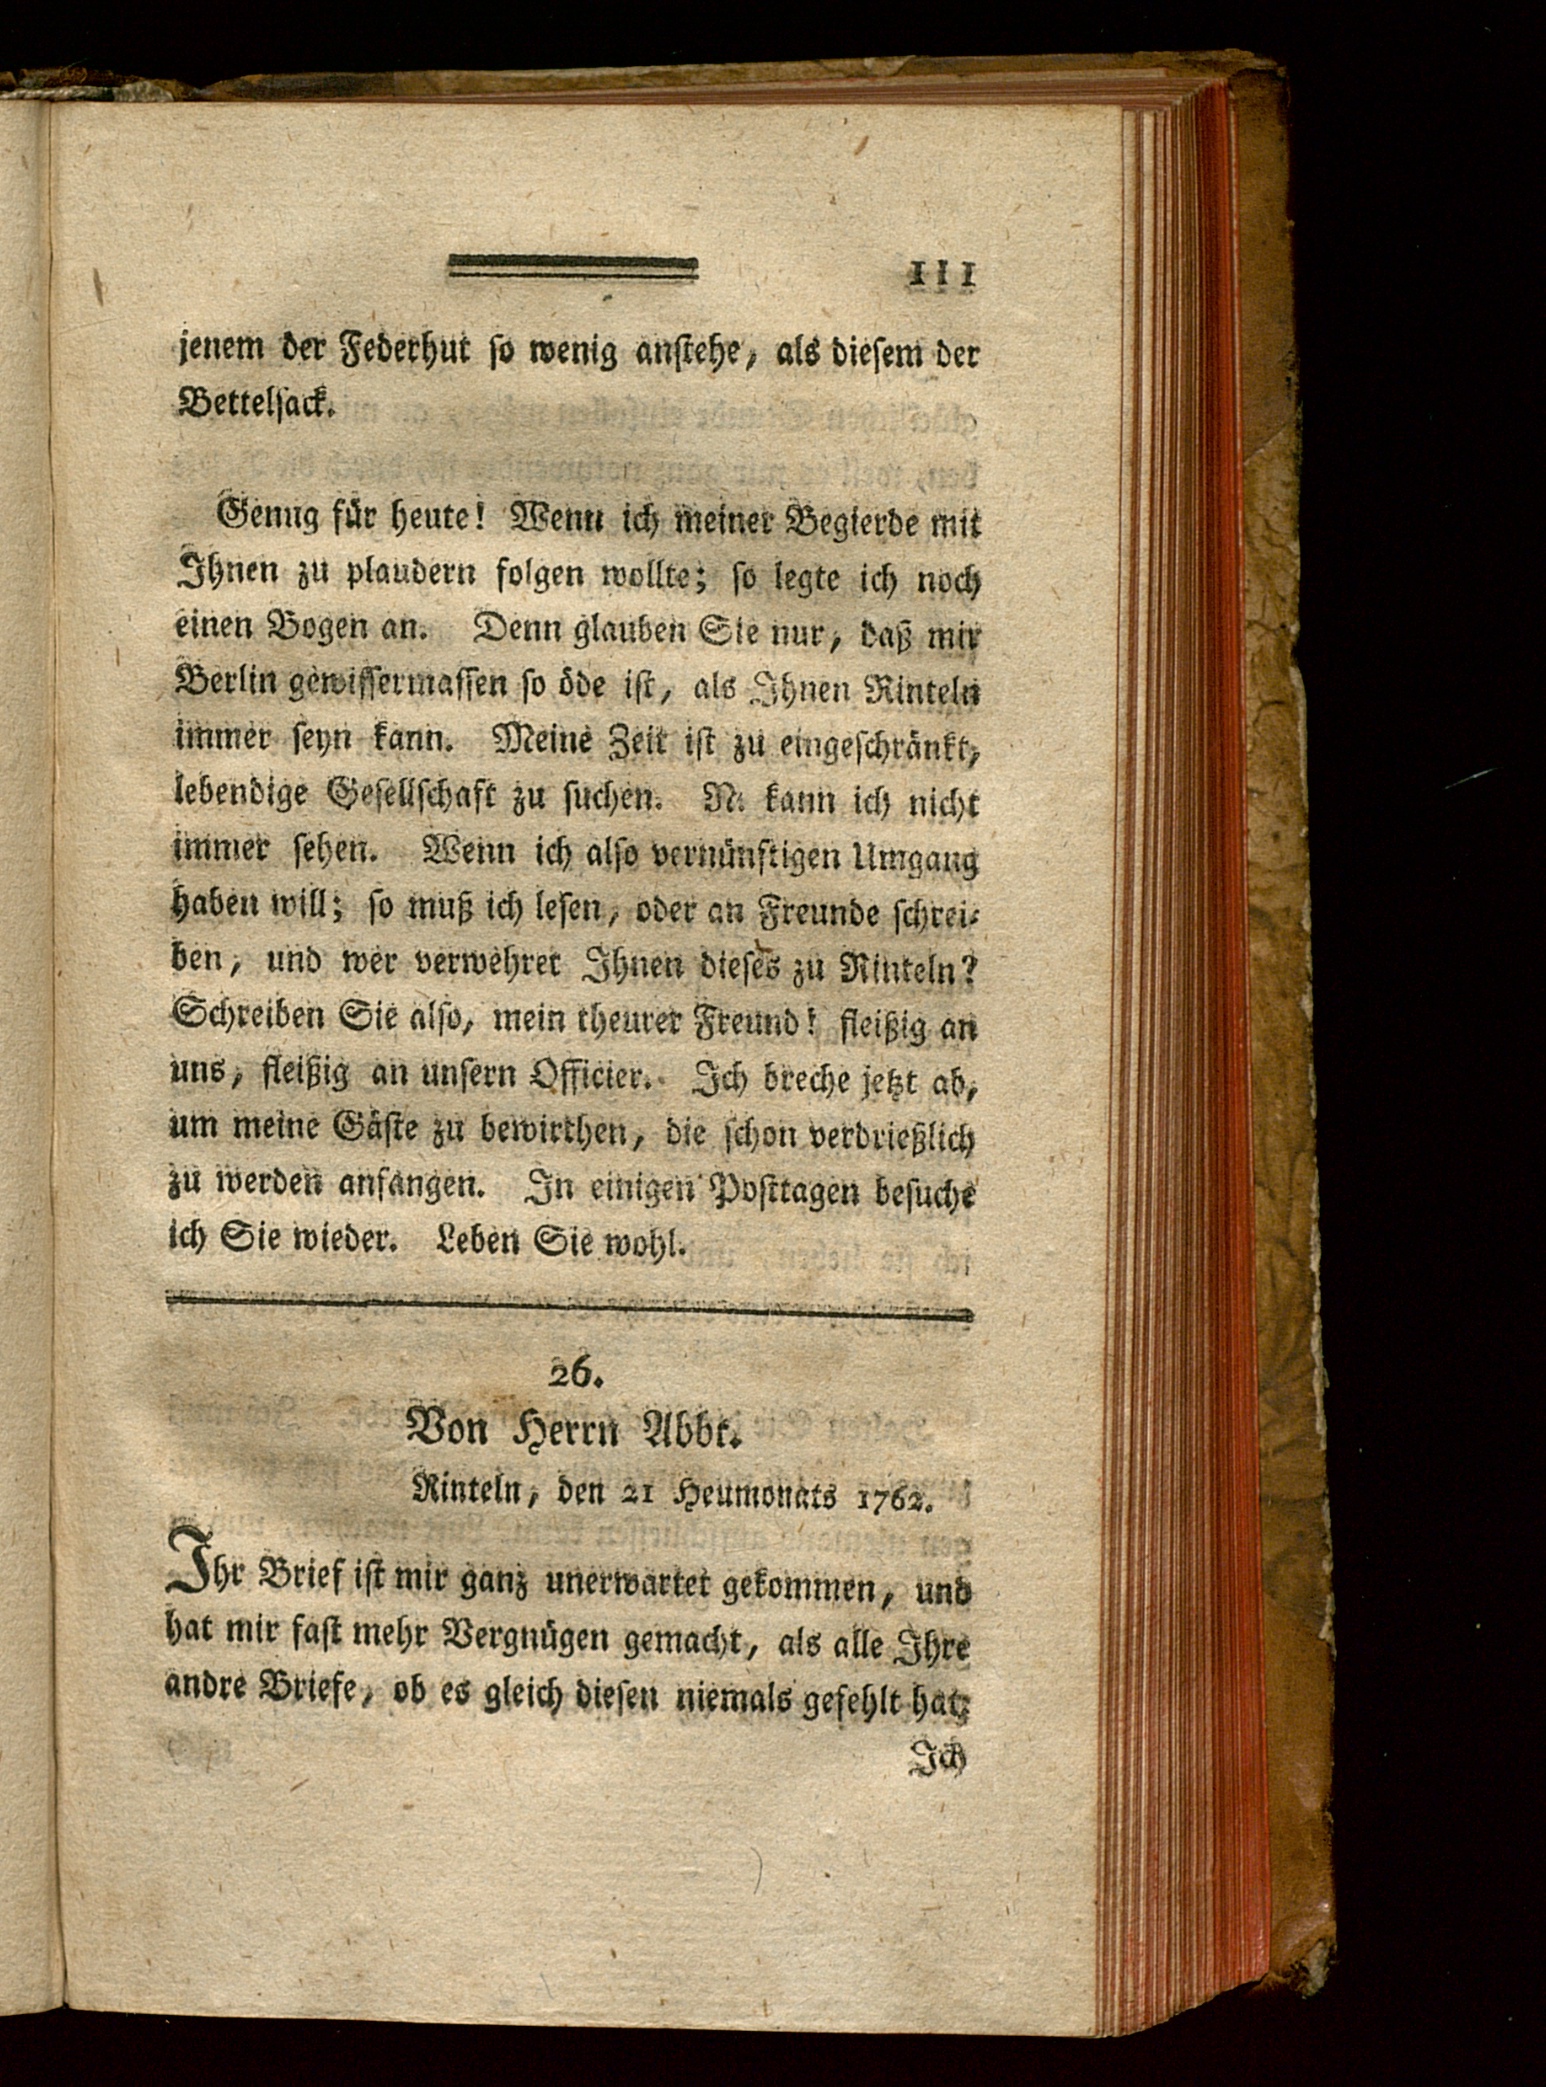 111
jenem der Federhut so wenig anstehe, als diesem der
Bettelsack.
Genug für heute! Wenn ich meiner Begierde mit
Ihnen zu plaudern folgen wollte; so legte ich noch
einen Bogen an. Denn glauben Sie nur, daß mir
Berlin gewissermassen so öde ist, als Ihnen Rinteln
immer seyn kann. Meine Zeit ist zu eingeschränkt,
lebendige Gesellschaft zu suchen. N. kann ich nicht
immer sehen. Wenn ich also vernünftigen Umgang
haben will; so muß ich lesen, oder an Freunde schrei-
ben, und wer verwehret Ihnen dieses zu Rinteln?
Schreiben Sie also, mein theurer Freund! fleißig an
uns, fleißig an unsern Officier. Ich breche jetzt ab,
um meine Gäste zu bewirthen, die schon verdrießlich
zu werden anfangen. In einigen Posttagen besuche
ich Sie wieder. Leben Sie wohl.
26.
Von Herrn Abbt.
Rinteln, den 21 Heumonats 1762.
Ihr Brief ist mir ganz unerwartet gekommen, und
hat mir fast mehr Vergnügen gemacht, als alle Ihre
andre Briefe, ob es gleich diesen niemals gefehlt hat;
Ich